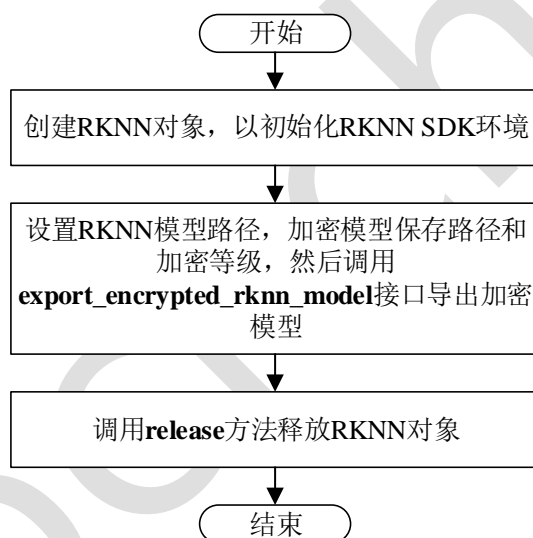 开始
创建RKNN对象，以初始化RKNN SDK环境
设置RKNN模型路径，加密模型保存路径和
加密等级，然后调用
export_encrypted_rknn_model接口导出加密
模型
调用release方法释放RKNN对象
结束